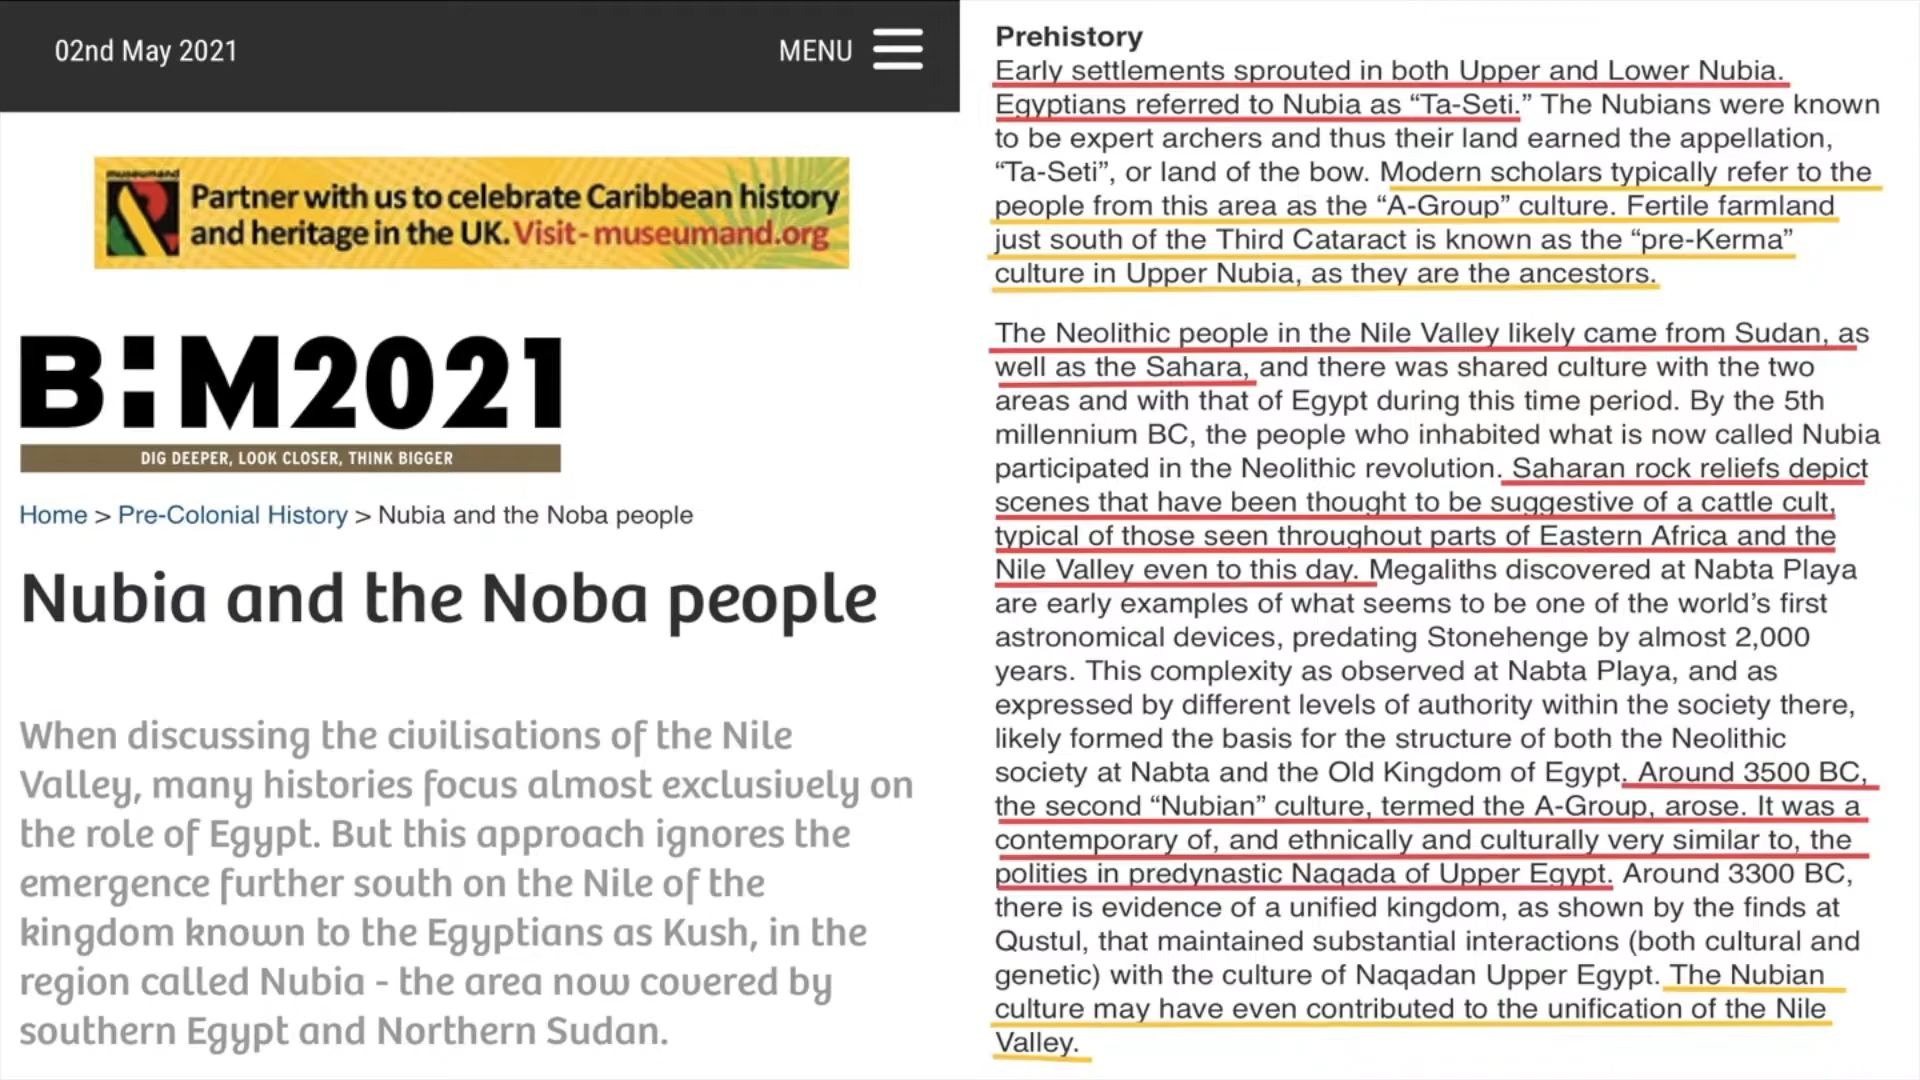 02nd May 2021
MENU
museumand
Partner with us to celebrate Caribbean history
and heritage in the UK. Visit - museumand.org
B:M2021
DIG DEEPER, LOOK CLOSER, THINK BIGGER
Home > Pre-Colonial History > Nubia and the Noba people
Nubia and the Noba people
When discussing the civilisations of the Nile
Valley, many histories focus almost exclusively on
the role of Egypt. But this approach ignores the
emergence further south on the Nile of the
kingdom known to the Egyptians as Kush, in the
region called Nubia - the area now covered by
southern Egypt and Northern Sudan.
Prehistory
Early settlements sprouted in both Upper and Lower Nubia.
Egyptians referred to Nubia as “Ta-Seti.” The Nubians were known
to be expert archers and thus their land earned the appellation,
“Ta-Seti”, or land of the bow. Modern scholars typically refer to the
people from this area as the “A-Group” culture. Fertile farmland
just south of the Third Cataract is known as the “pre-Kerma”
culture in Upper Nubia, as they are the ancestors.
The Neolithic people in the Nile Valley likely came from Sudan, as
well as the Sahara, and there was shared culture with the two
areas and with that of Egypt during this time period. By the 5th
millennium BC, the people who inhabited what is now called Nubia
participated in the Neolithic revolution. Saharan rock reliefs depict
scenes that have been thought to be suggestive of a cattle cult,
typical of those seen throughout parts of Eastern Africa and the
Nile Valley even to this day. Megaliths discovered at Nabta Playa
are early examples of what seems to be one of the world’s first
astronomical devices, predating Stonehenge by almost 2,000
years. This complexity as observed at Nabta Playa, and as
expressed by different levels of authority within the society there,
likely formed the basis for the structure of both the Neolithic
society at Nabta and the Old Kingdom of Egypt. Around 3500 BC,
the second “Nubian” culture, termed the A-Group, arose. It was a
contemporary of, and ethnically and culturally very similar to, the
polities in predynastic Naqada of Upper Egypt. Around 3300 BC,
there is evidence of a unified kingdom, as shown by the finds at
Qustul, that maintained substantial interactions (both cultural and
genetic) with the culture of Naqadan Upper Egypt. The Nubian
culture may have even contributed to the unification of the Nile
Valley.